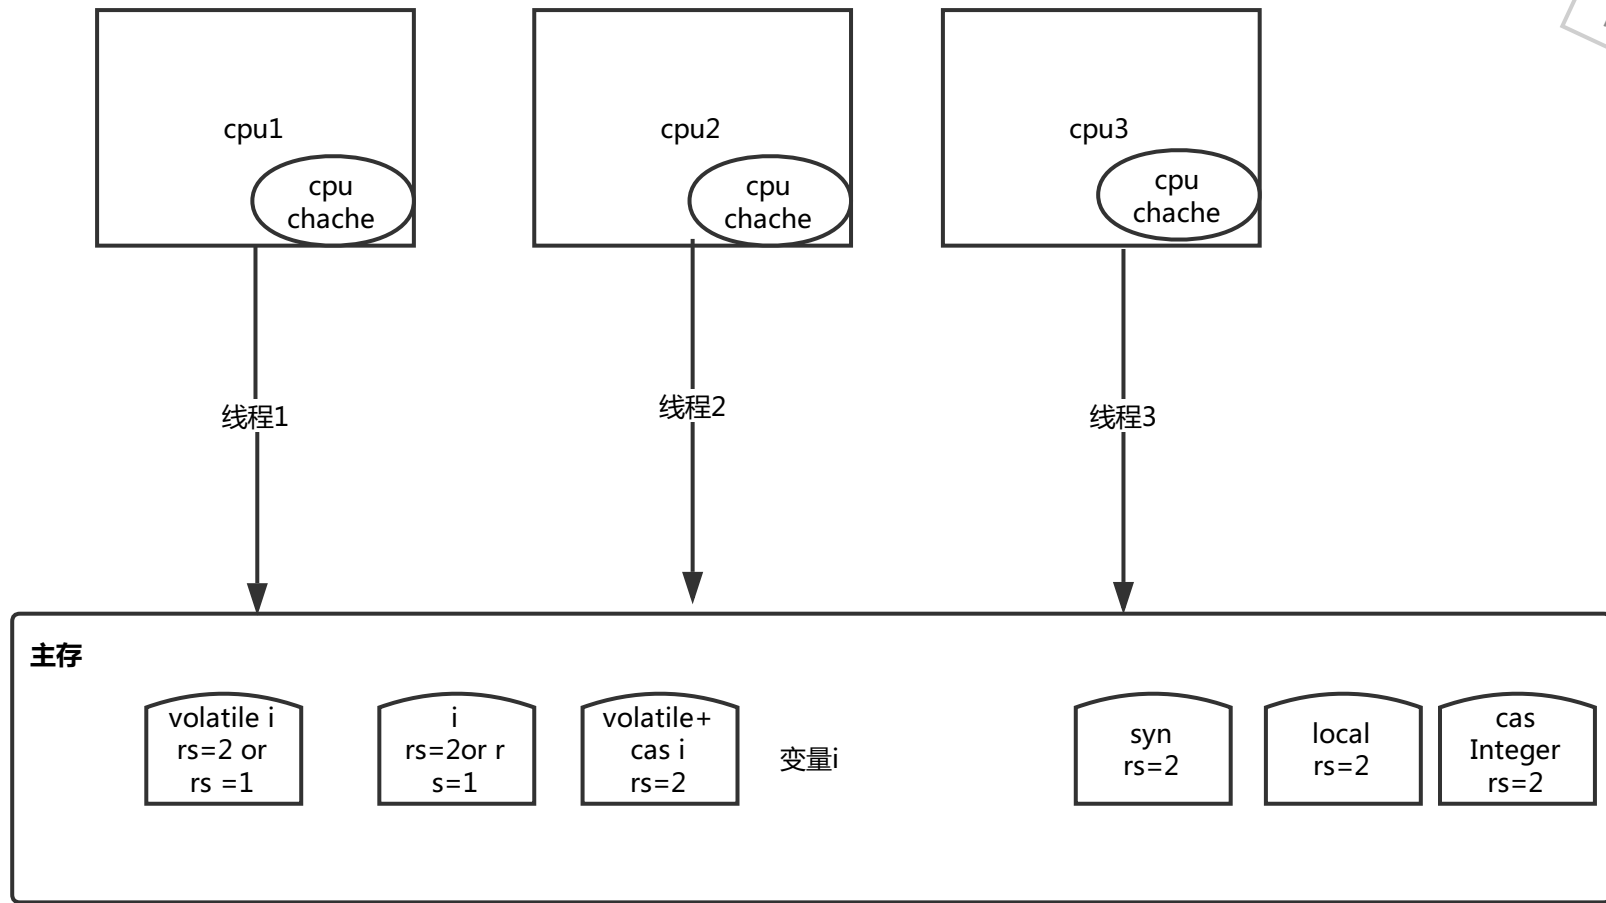 cpu1
cpu
chache
cpu2
cpu
chache
cpu3
cpu
chache
线程1
线程2
线程3
主存
volatile i
rs=2 or
rs =1
i
rs=2or r
s=1
volatile+
cas i
rs=2
变量i
syn
rs=2
local
rs=2
cas
Integer
rs=2